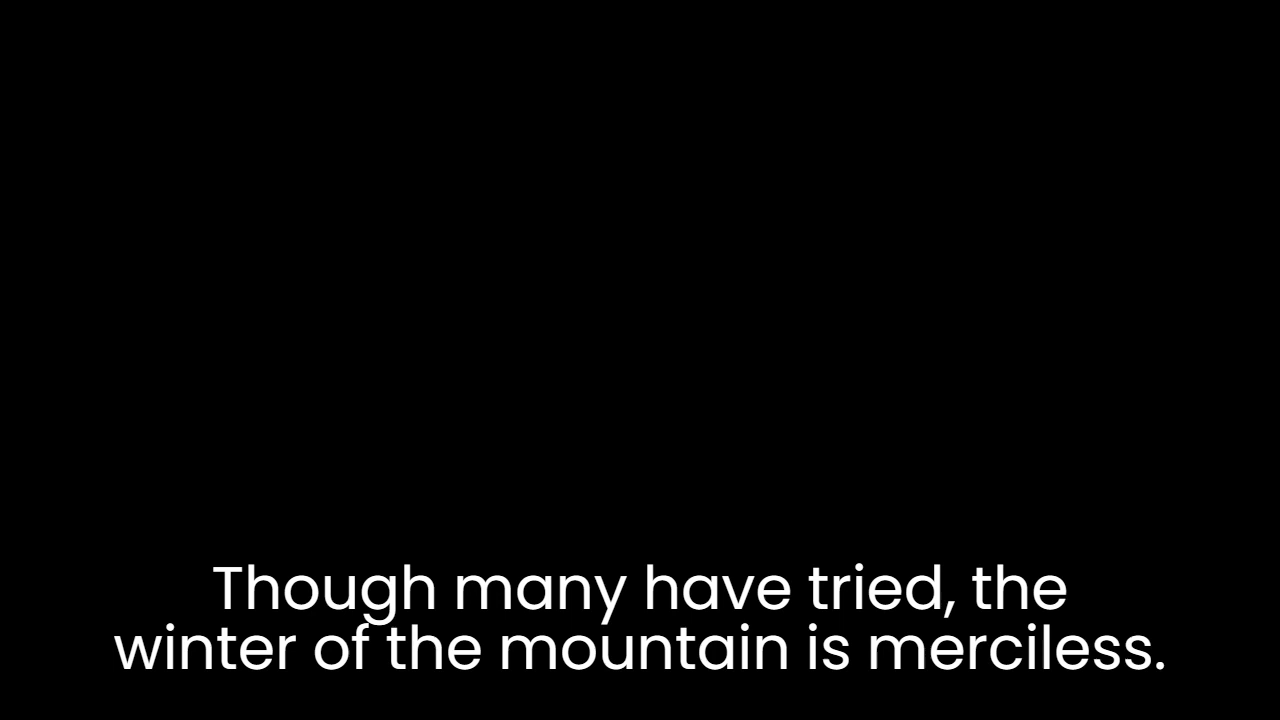 Though many have tried, the
winter of the mountain is merciless.